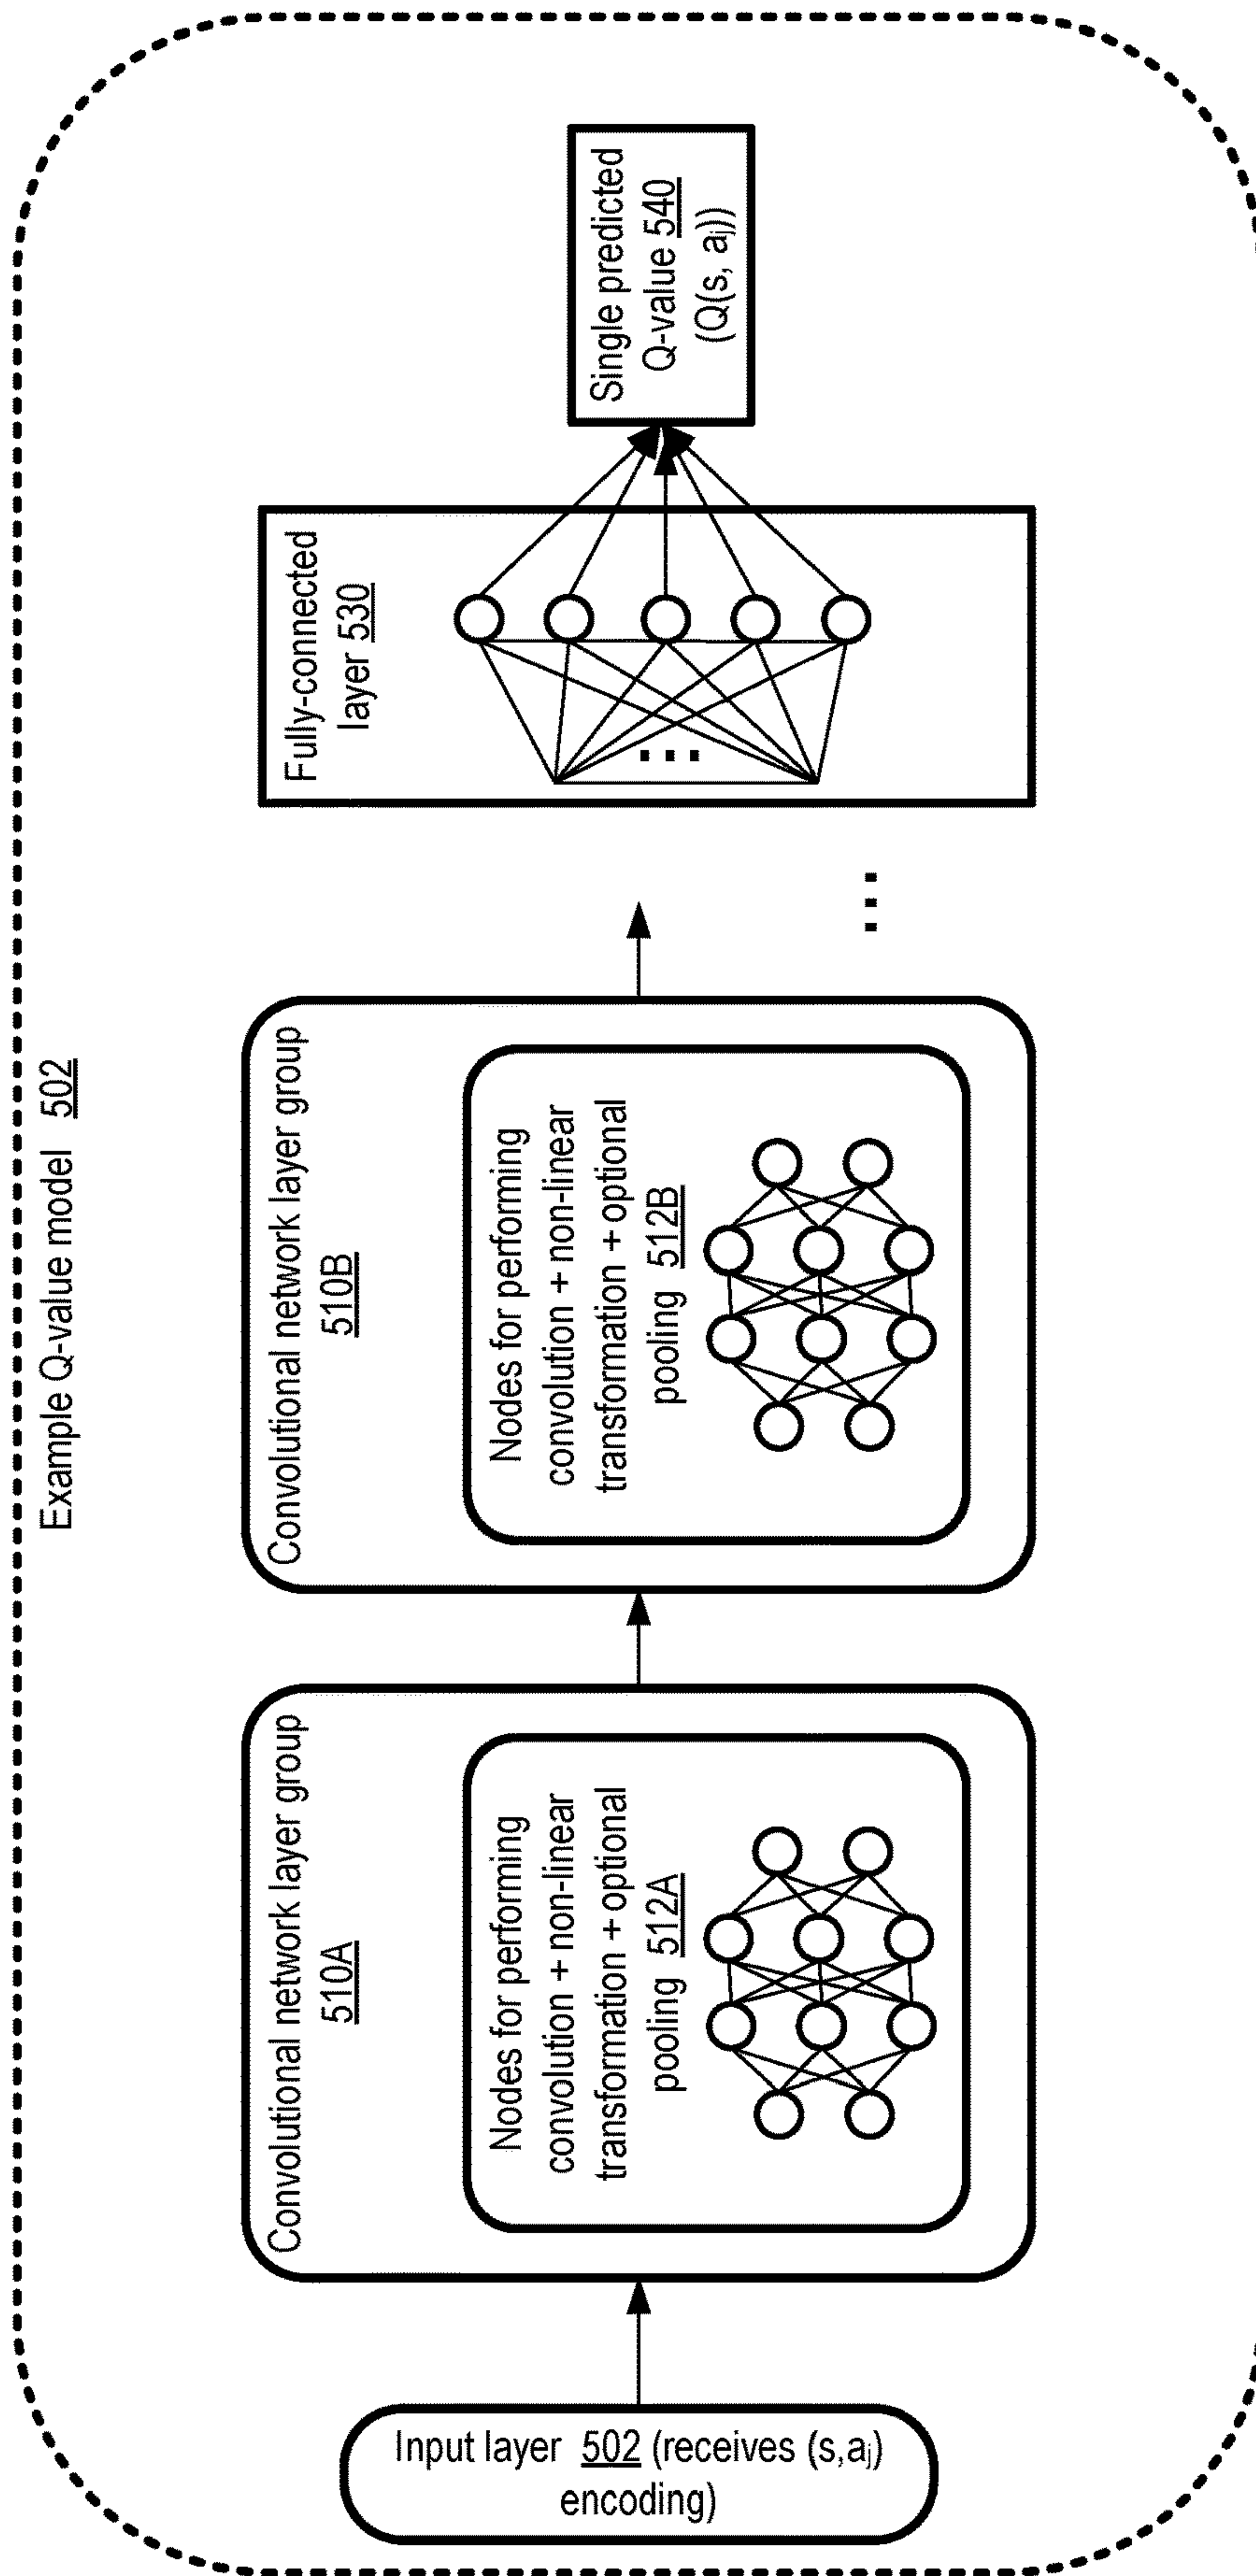 Example Q-value model 502
Input layer 502 (receives (s,aj)
encoding)
Convolutional network layer group
510A
Nodes for performing
convolution + non-linear
transformation + optional
pooling 512A
Convolutional network layer group
510B
Nodes for performing
convolution + non-linear
transformation + optional
pooling 512B
...
Fully-connected
layer 530
...
Single predicted
Q-value 540
(Q(s, aj))